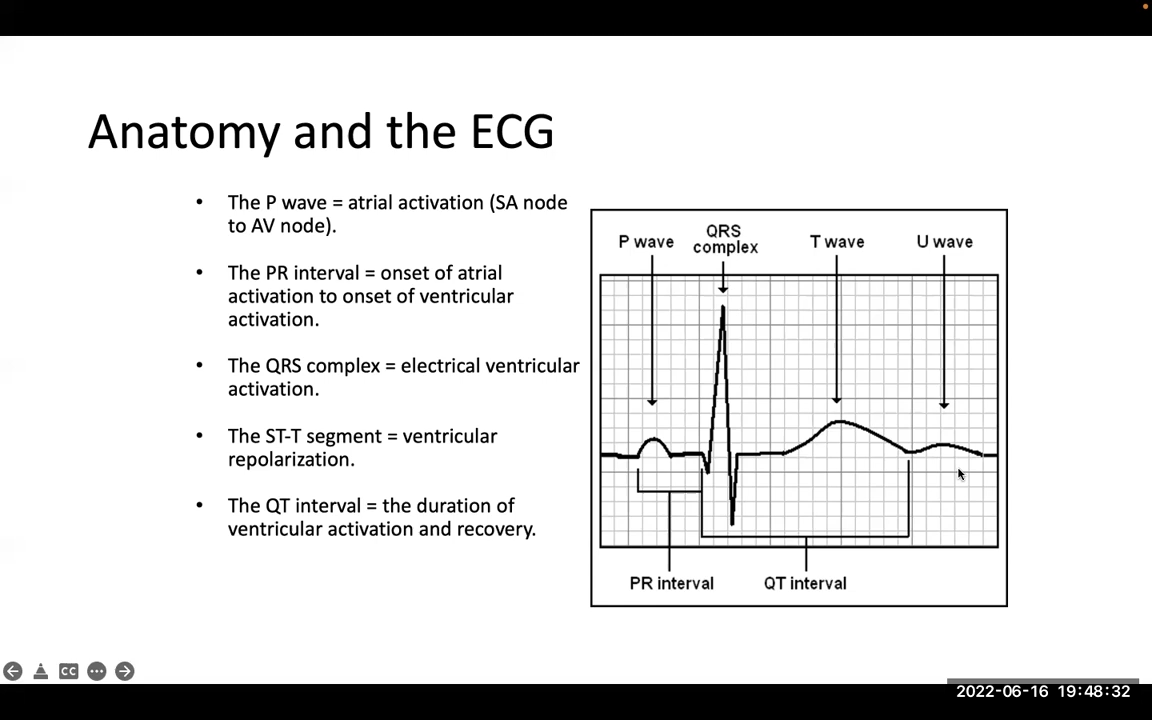 Anatomy and the ECG
• The P wave = atrial activation (SA node
to AV node).
• The PR interval = onset of atrial
activation to onset of ventricular
activation.
• The QRS complex = electrical ventricular
activation.
• The ST-T segment = ventricular
repolarization.
• The QT interval = the duration of
ventricular activation and recovery.
P wave
QRS
complex
T wave
U wave
PR interval
QT interval
CC
2022-06-16 19:48:32